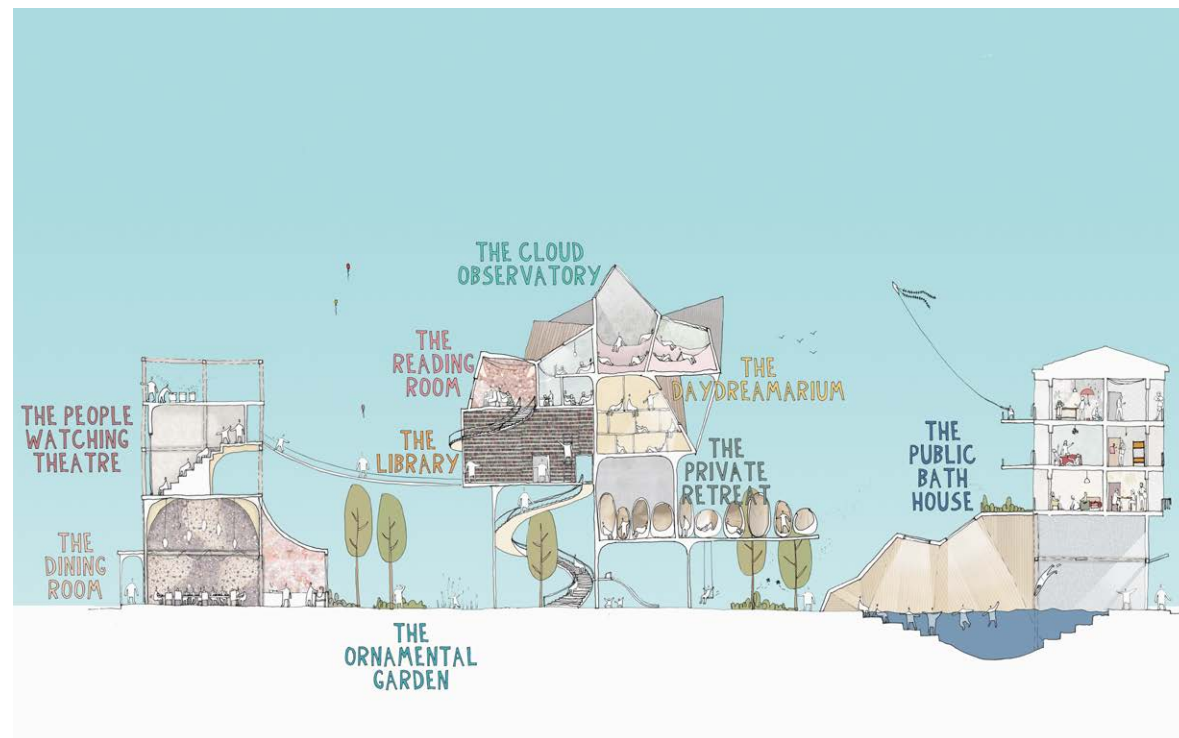 THE CLOUD
OBSERVATORY
THE
READING
ROOM
THE
DAYDREAMARIUM
THE PEOPLE
WATCHING
THEATRE
THE
LIBRARY
THE
PRIVATE
RETREAT
THE
PUBLIC
BATH
HOUSE
THE
DINING
ROOM
THE
ORNAMENTAL
GARDEN